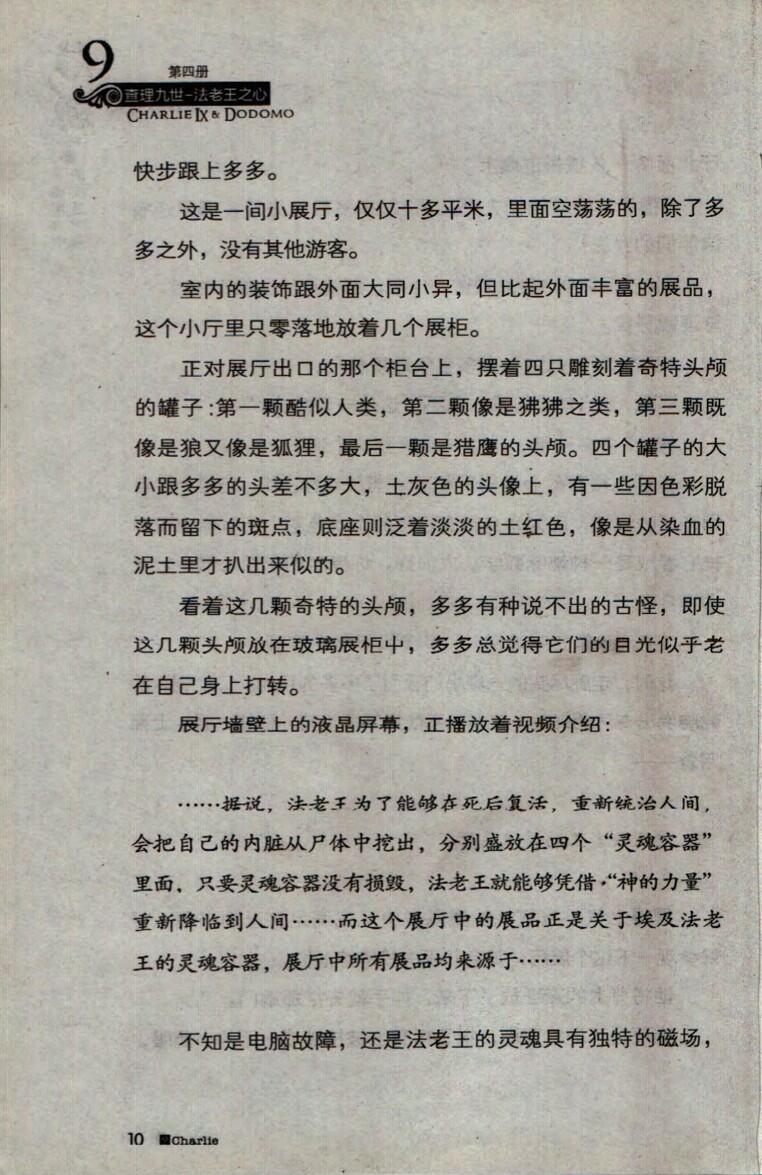 9
第四册
查理九世-法老王之心
CHARLIE IX & DODOMO
快步跟上多多。
这是一间小展厅，仅仅十多平米，里面空荡荡的，除了多
多之外，没有其他游客。
室内的装饰跟外面大同小异，但比起外面丰富的展品，
这个小厅里只零落地放着几个展柜。
正对展厅出口的那个柜台上，摆着四只雕刻着奇特头颅
的罐子:第一颗酷似人类，第二颗像是狒狒之类，第三颗既
像是狼又像是狐狸，最后一颗是猎鹰的头颅。四个罐子的大
小跟多多的头差不多大，土灰色的头像上，有一些因色彩脱
落而留下的斑点，底座则泛着淡淡的土红色，像是从染血的
泥土里才扒出来似的。
看着这几颗奇特的头颅，多多有种说不出的古怪，即使
这几颗头颅放在玻璃展柜中，多多总觉得它们的目光似乎老
在自己身上打转。
展厅墙壁上的液晶屏幕，正播放着视频介绍：
……据说，法老王为了能够在死后复活，重新统治人间，
会把自己的内脏从尸体中挖出，分别盛放在四个“灵魂容器”
里面，只要灵魂容器没有损毁，法老王就能够凭借“神的力量”
重新降临到人间……而这个展厅中的展品正是关于埃及法老
王的灵魂容器，展厅中所有展品均来源于……
不知是电脑故障，还是法老王的灵魂具有独特的磁场，
10 Charlie